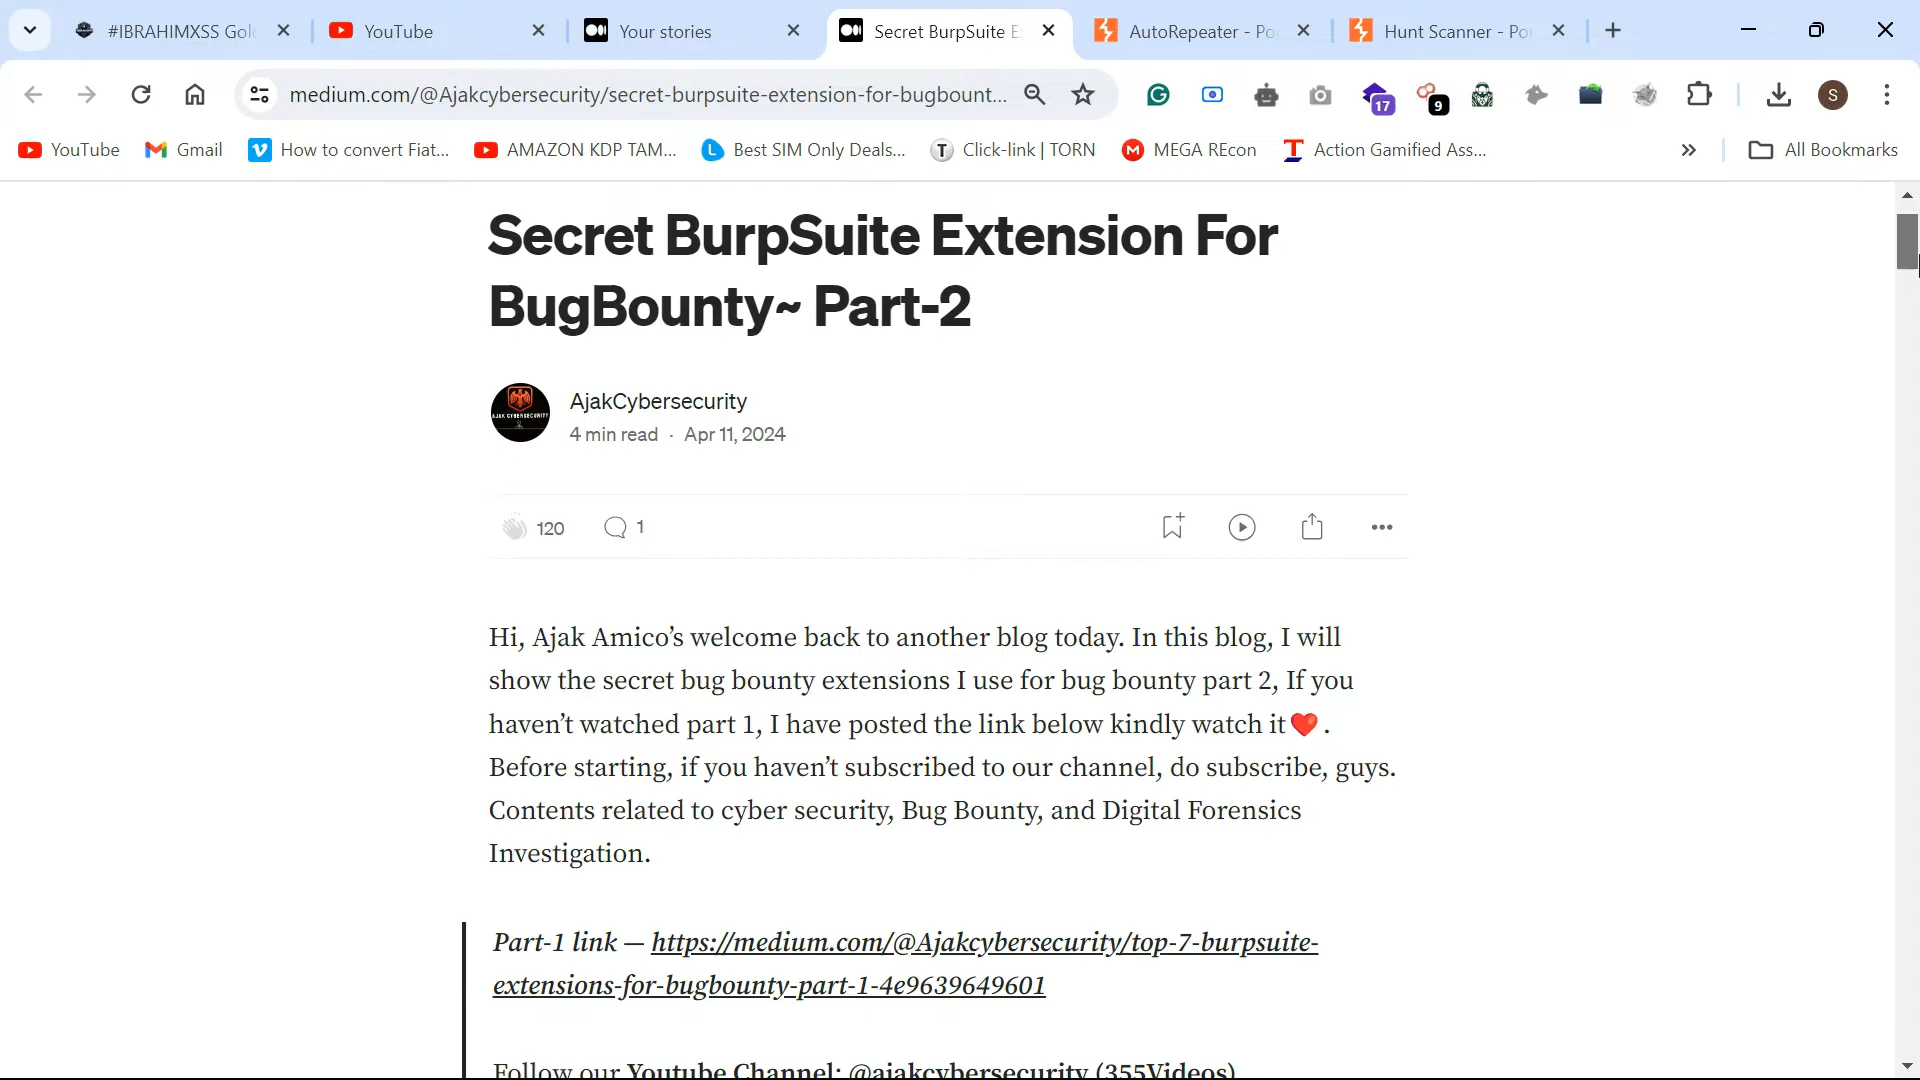 #IBRAHIMXSS Gol
YouTube
Your stories
Secret BurpSuite E
AutoRepeater - Po
Hunt Scanner - Po
medium.com/@Ajakcybersecurity/secret-burpsuite-extension-for-bugbount...
17
9
S
YouTube
Gmail
How to convert Fiat...
AMAZON KDP TAM...
Best SIM Only Deals...
Click-link | TORN
MEGA REcon
Action Gamified Ass...
All Bookmarks
Secret BurpSuite Extension For
BugBounty~ Part-2
AjakCybersecurity
4 min read · Apr 11, 2024
120
1
Hi, Ajak Amico’s welcome back to another blog today. In this blog, I will
show the secret bug bounty extensions I use for bug bounty part 2, If you
haven’t watched part 1, I have posted the link below kindly watch it❤️.
Before starting, if you haven’t subscribed to our channel, do subscribe, guys.
Contents related to cyber security, Bug Bounty, and Digital Forensics
Investigation.
Part-1 link — https://medium.com/@Ajakcybersecurity/top-7-burpsuite-
extensions-for-bugbounty-part-1-4e9639649601
Follow our Youtube Channel: @ajakcybersecurity (355Videos)